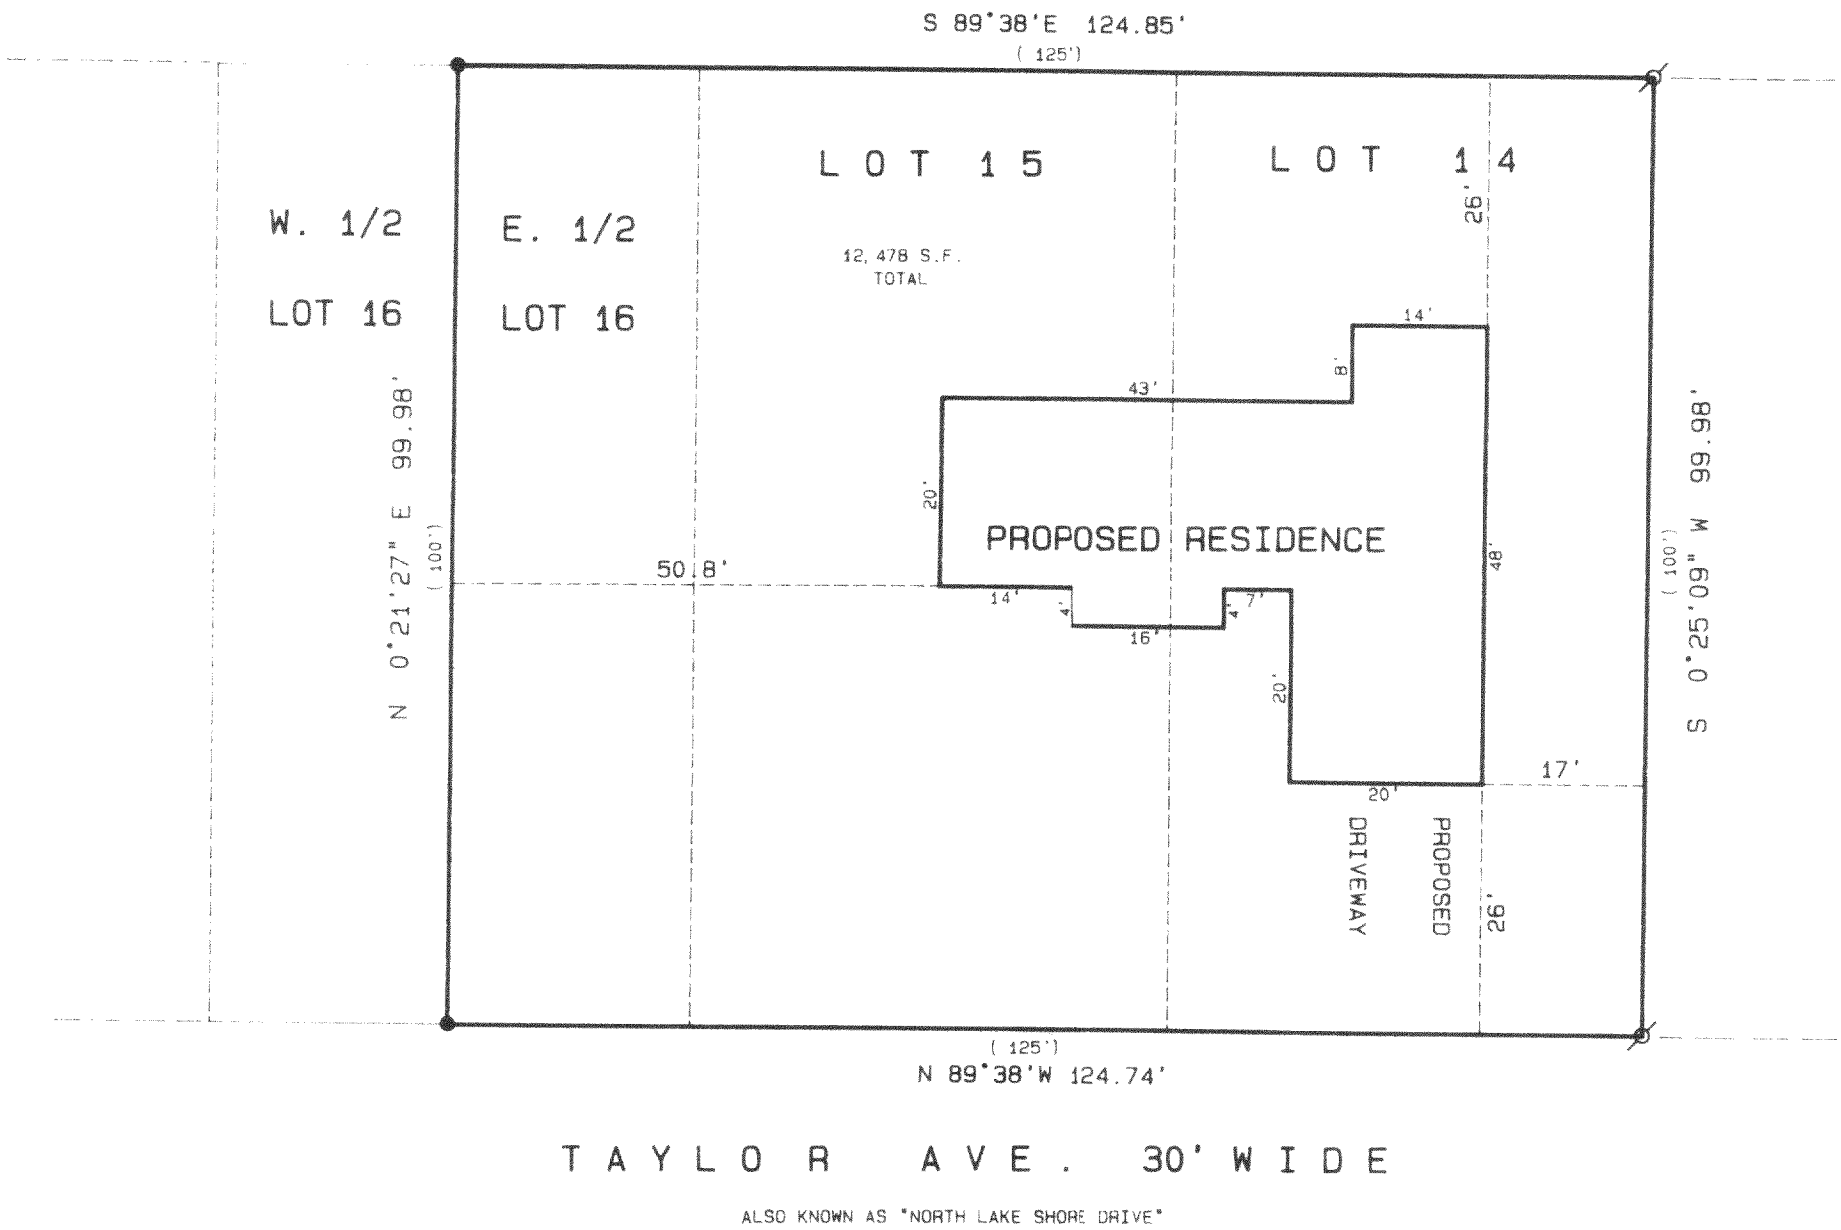 S 89°38'E 124.85'
( 125')
LOT 15
LOT 14
26'
W. 1/2
E. 1/2
12,478 S.F.
TOTAL
LOT 16
LOT 16
14'
8'
43'
N 0°21'27" E 99.98'
( 100')
20'
PROPOSED RESIDENCE
48'
S 0°25'09" W 99.98'
( 100')
50.8'
14'
4'
16'
4'
7'
20'
17'
20'
PROPOSED
DRIVEWAY
26'
( 125')
N 89°38'W 124.74'
TAYLOR AVE. 30'WIDE
ALSO KNOWN AS "NORTH LAKE SHORE DRIVE"